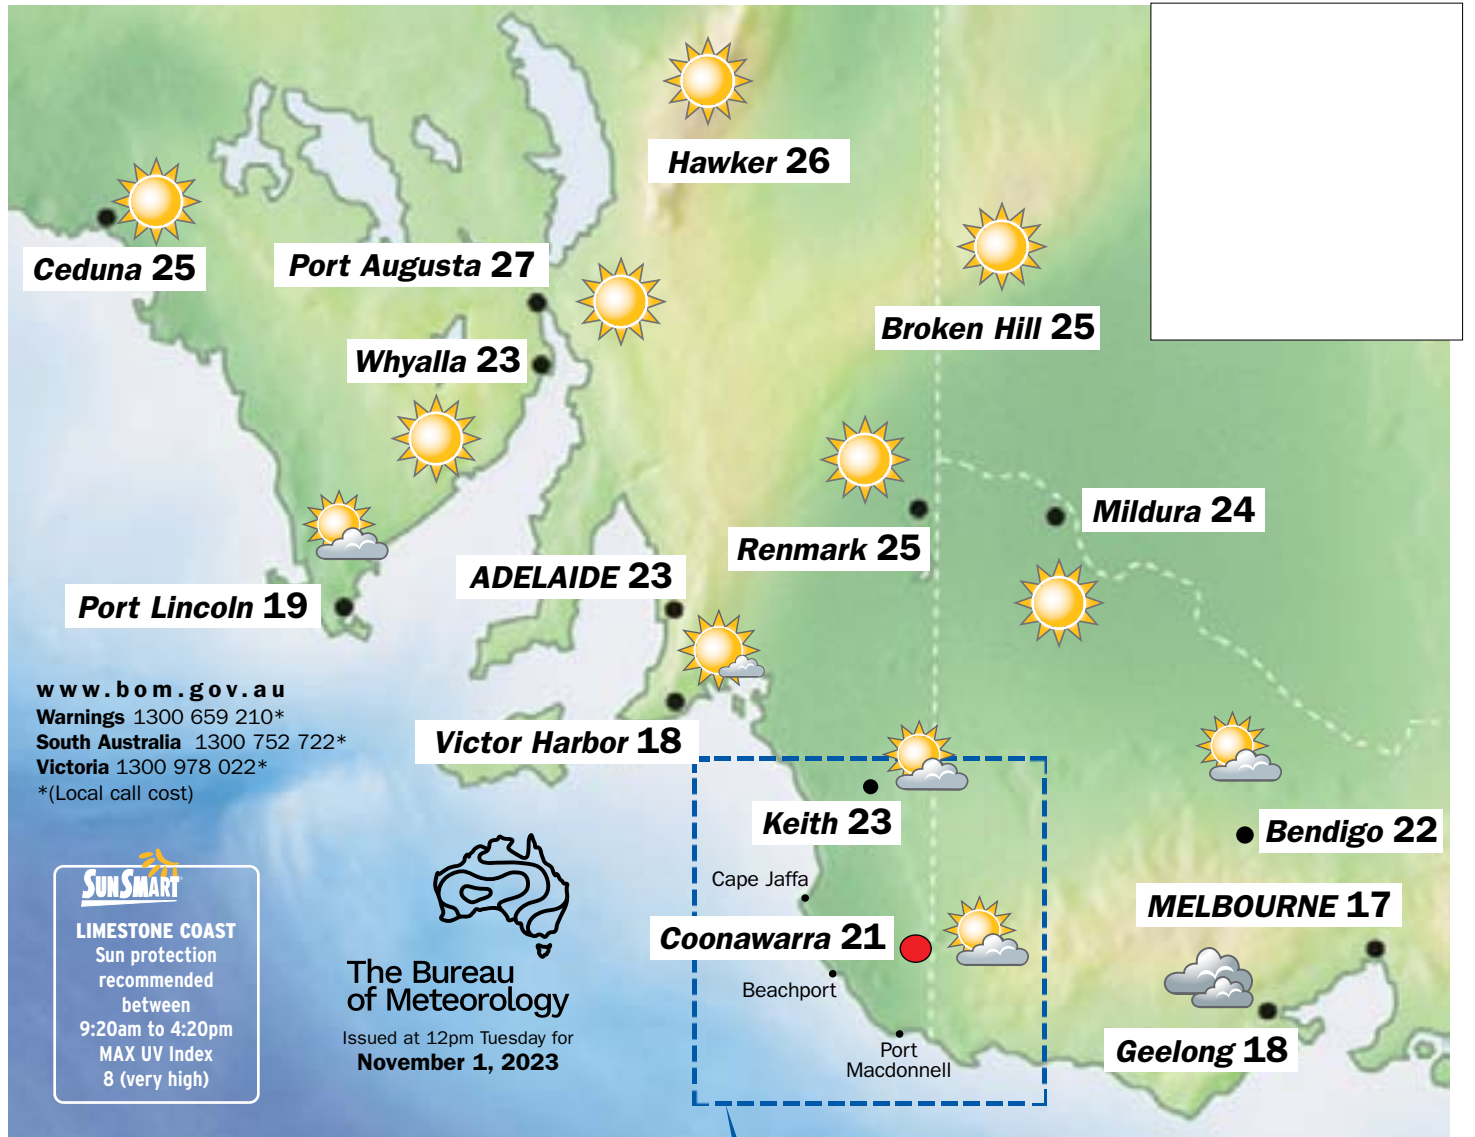 Hawker 26
Ceduna 25
Port Augusta 27
Broken Hill 25
Whyalla 23
Mildura 24
Renmark 25
ADELAIDE 23
Port Lincoln 19
www.bom.gov.au
Warnings 1300 659 210*
South Australia 1300 752 722*
Victoria 1300 978 022*
*(Local call cost)
Victor Harbor 18
Keith 23
Bendigo 22
Cape Jaffa
MELBOURNE 17
Coonawarra 21
Beachport
Port
Macdonnell
Geelong 18
SUNSMART
LIMESTONE COAST
Sun protection
recommended
between
9:20am to 4:20pm
MAX UV Index
8 (very high)
The Bureau
of Meteorology
Issued at 12pm Tuesday for
November 1, 2023